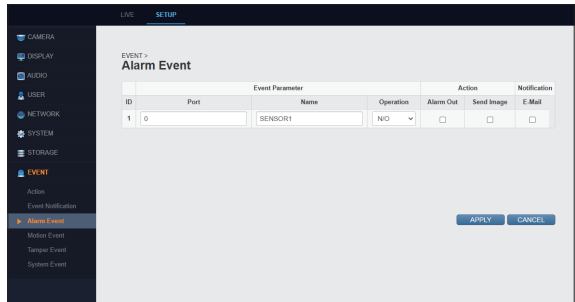 LIVE SETUP
CAMERA
DISPLAY
AUDIO
USER
NETWORK
SYSTEM
STORAGE
EVENT
Action
Event Notification
Alarm Event
Motion Event
Tamper Event
System Event
EVENT >
Alarm Event
Event Parameter Action Notification
ID Port Name Operation Alarm Out Send Image E-Mail
1 0 SENSOR1 N/O
APPLY CANCEL